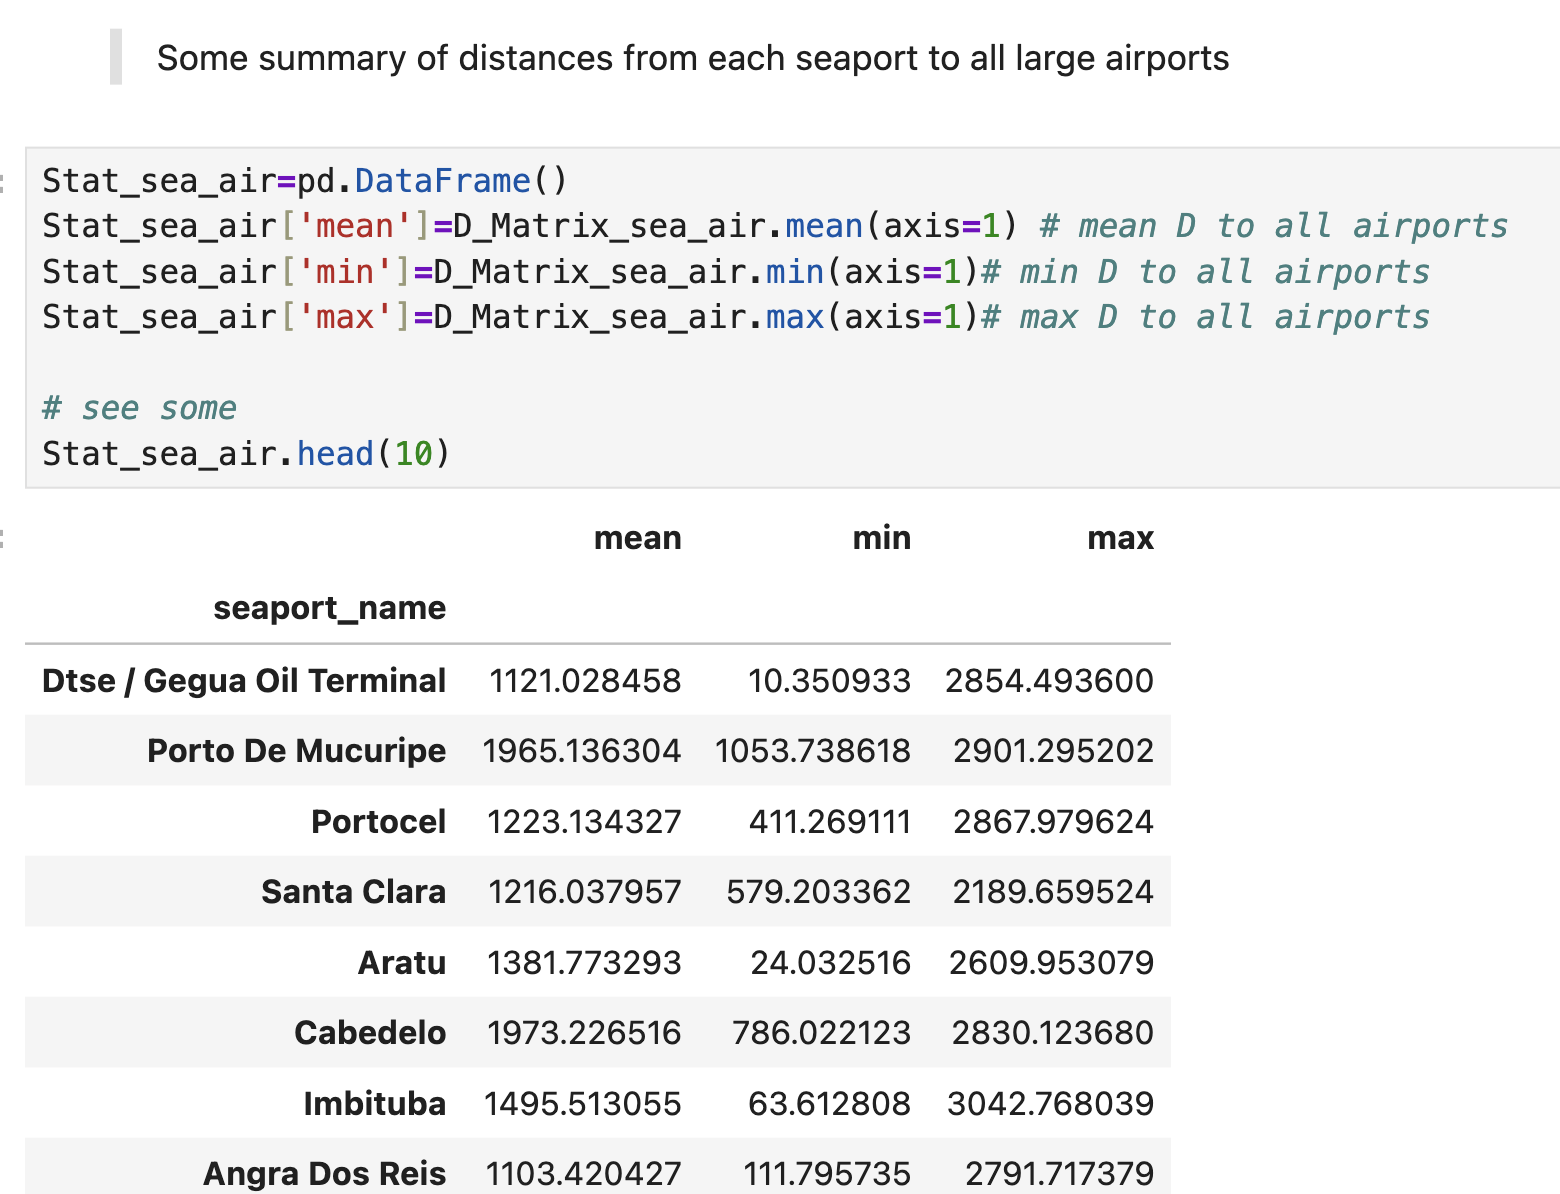 Some summary of distances from each seaport to all large airports
:
Stat_sea_air=pd.DataFrame()
Stat_sea_air['mean']=D_Matrix_sea_air.mean(axis=1) # mean D to all airports
Stat_sea_air['min']=D_Matrix_sea_air.min(axis=1)# min D to all airports
Stat_sea_air['max']=D_Matrix_sea_air.max(axis=1)# max D to all airports
# see some
Stat_sea_air.head(10)
:
mean min max
seaport_name
Dtse / Gegua Oil Terminal 1121.028458 10.350933 2854.493600
Porto De Mucuripe 1965.136304 1053.738618 2901.295202
Portocel 1223.134327 411.269111 2867.979624
Santa Clara 1216.037957 579.203362 2189.659524
Aratu 1381.773293 24.032516 2609.953079
Cabedelo 1973.226516 786.022123 2830.123680
Imbituba 1495.513055 63.612808 3042.768039
Angra Dos Reis 1103.420427 111.795735 2791.717379